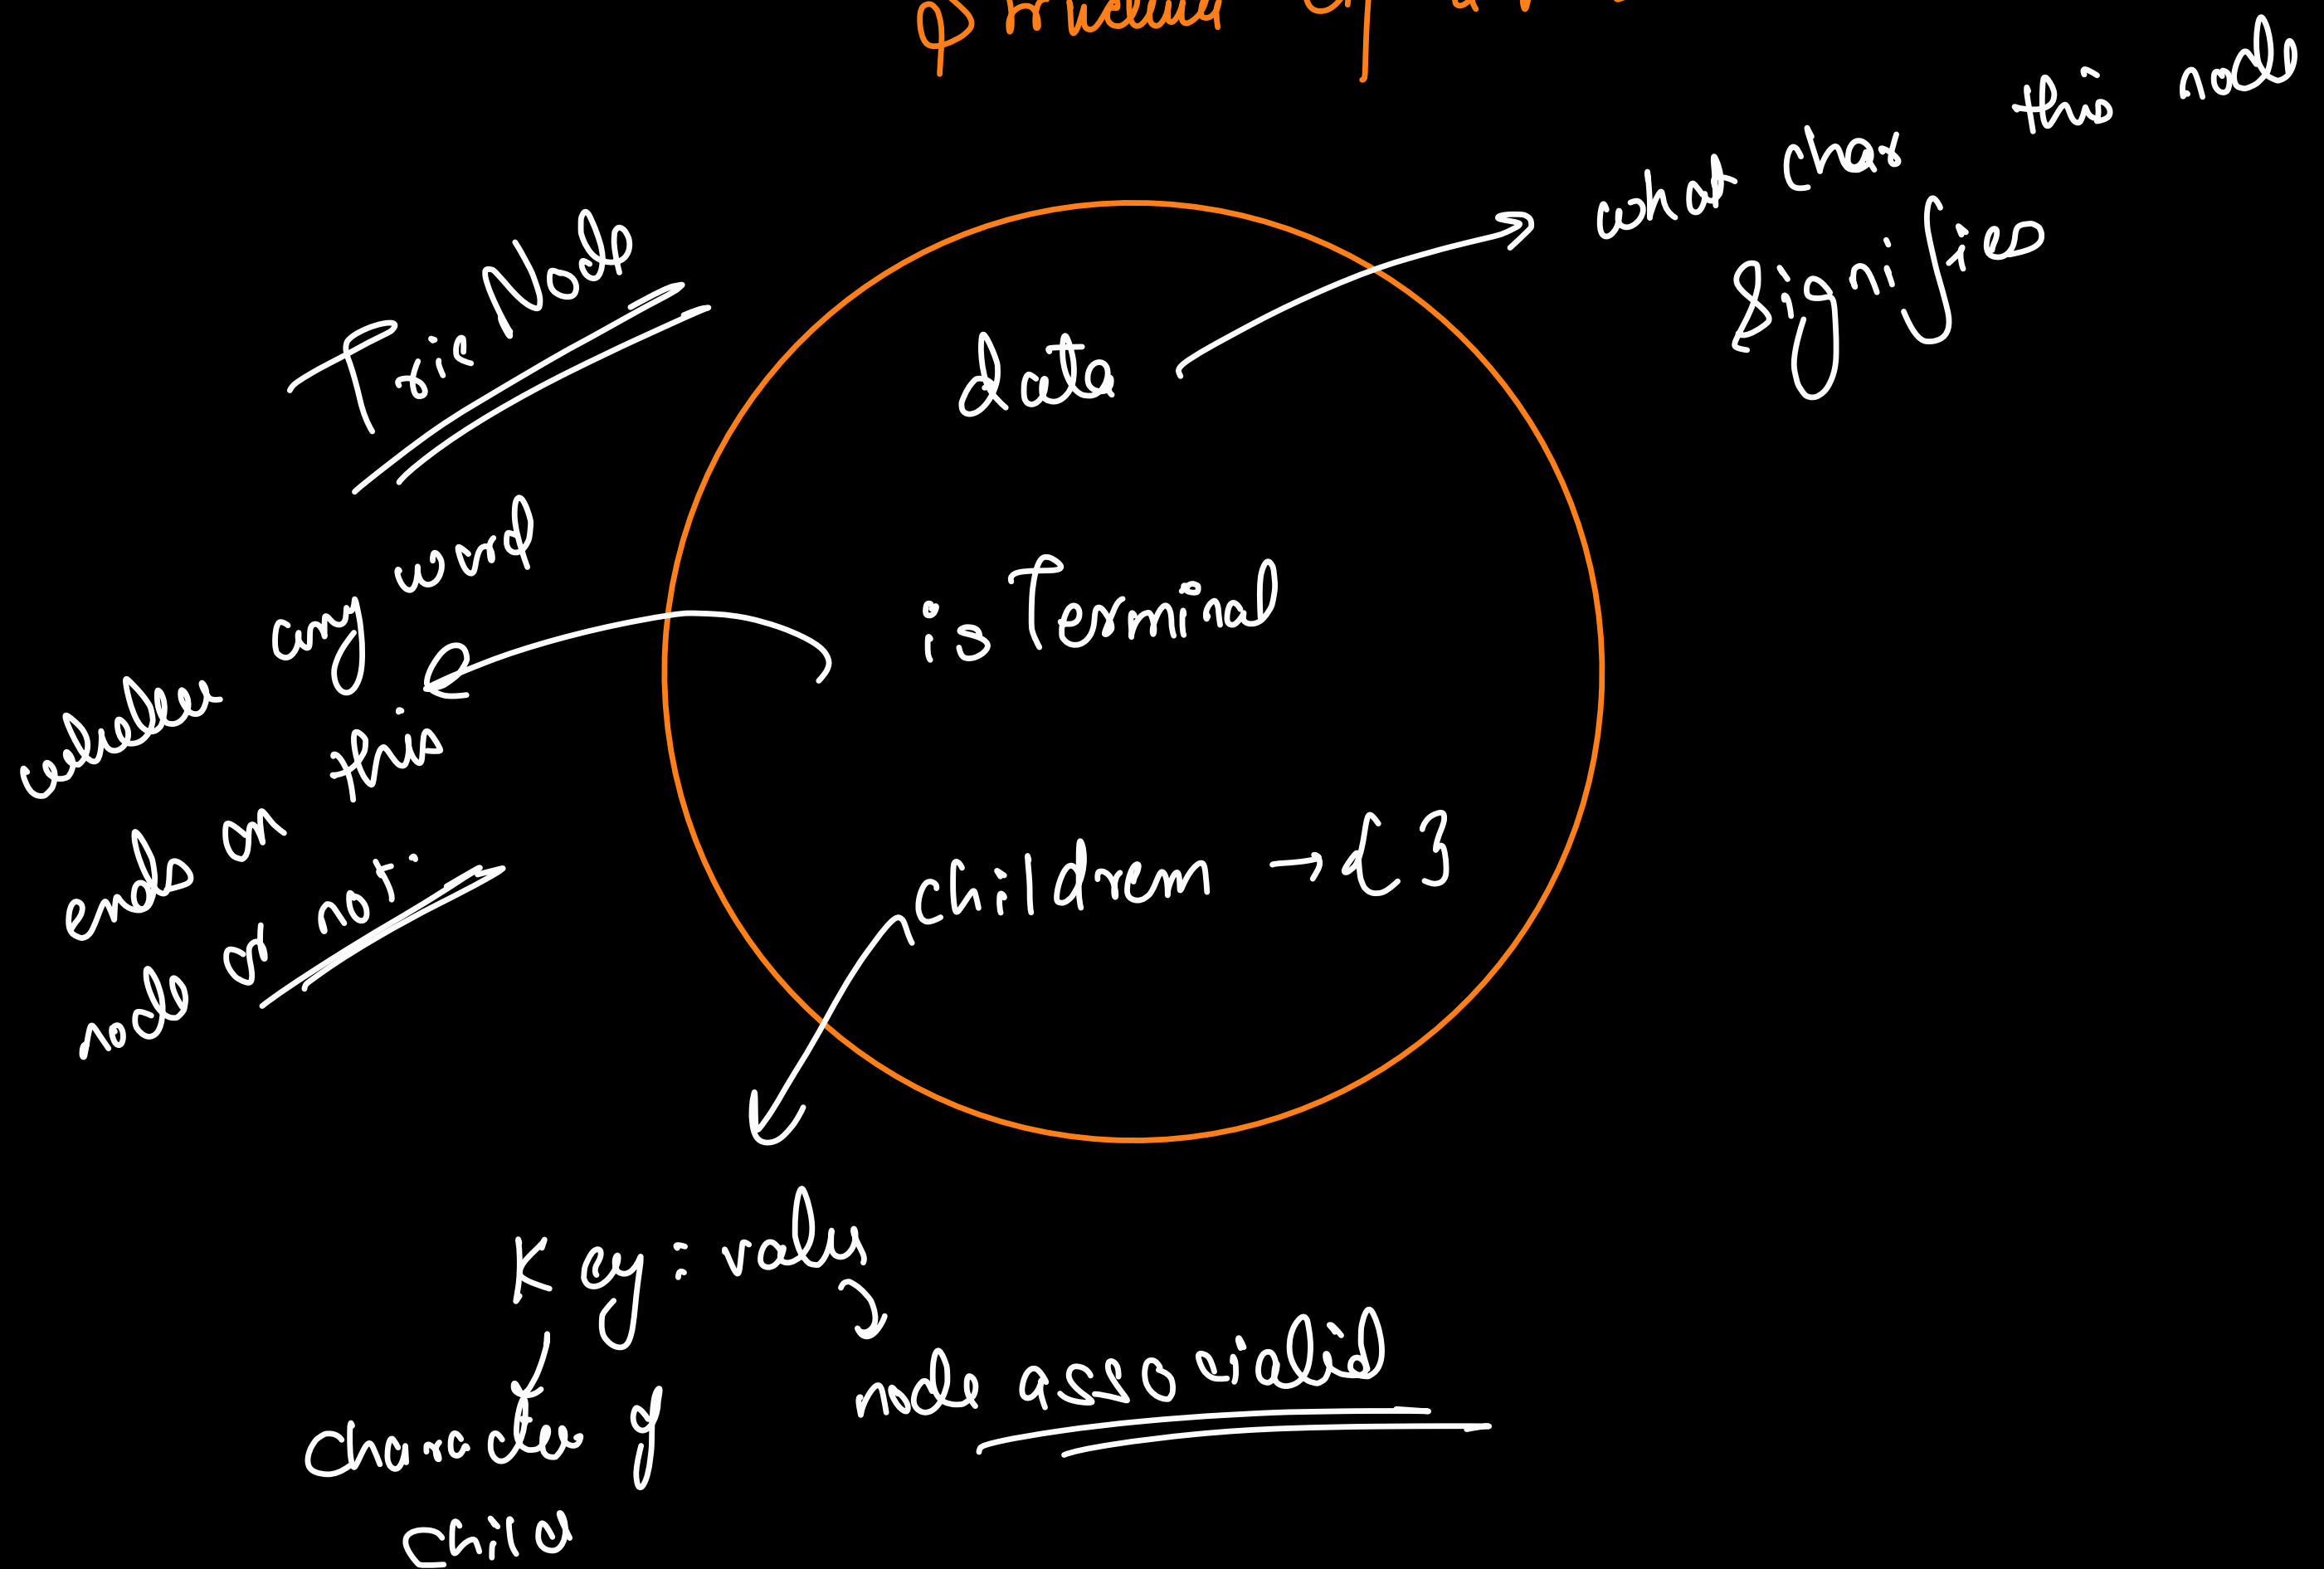 what char this node
signifies
Trie Node
data
whether any word
ends on this
node or not.
isTerminal
children → { }
Key : value
node associated
character of
child